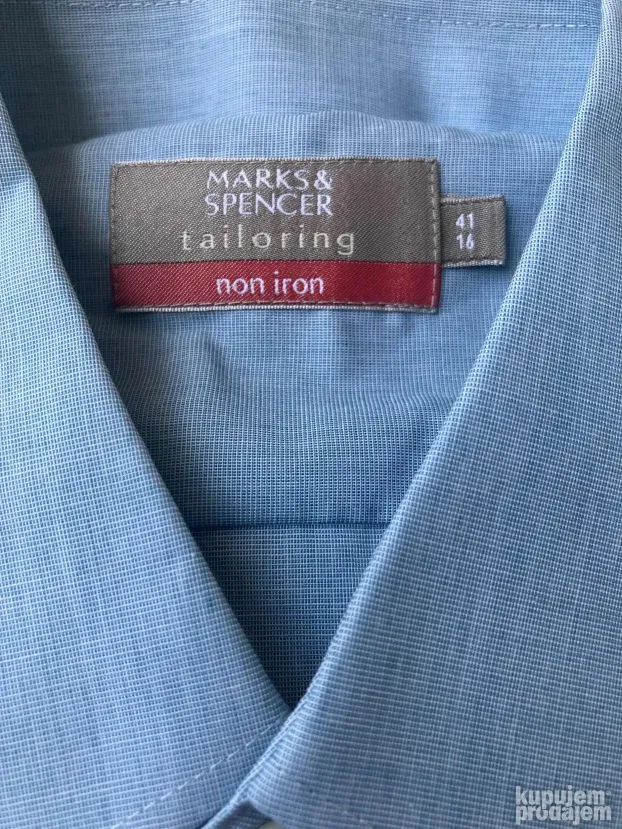 MARKS&
SPENCER
tailoring
non iron
41
16
kupujem
prodajem